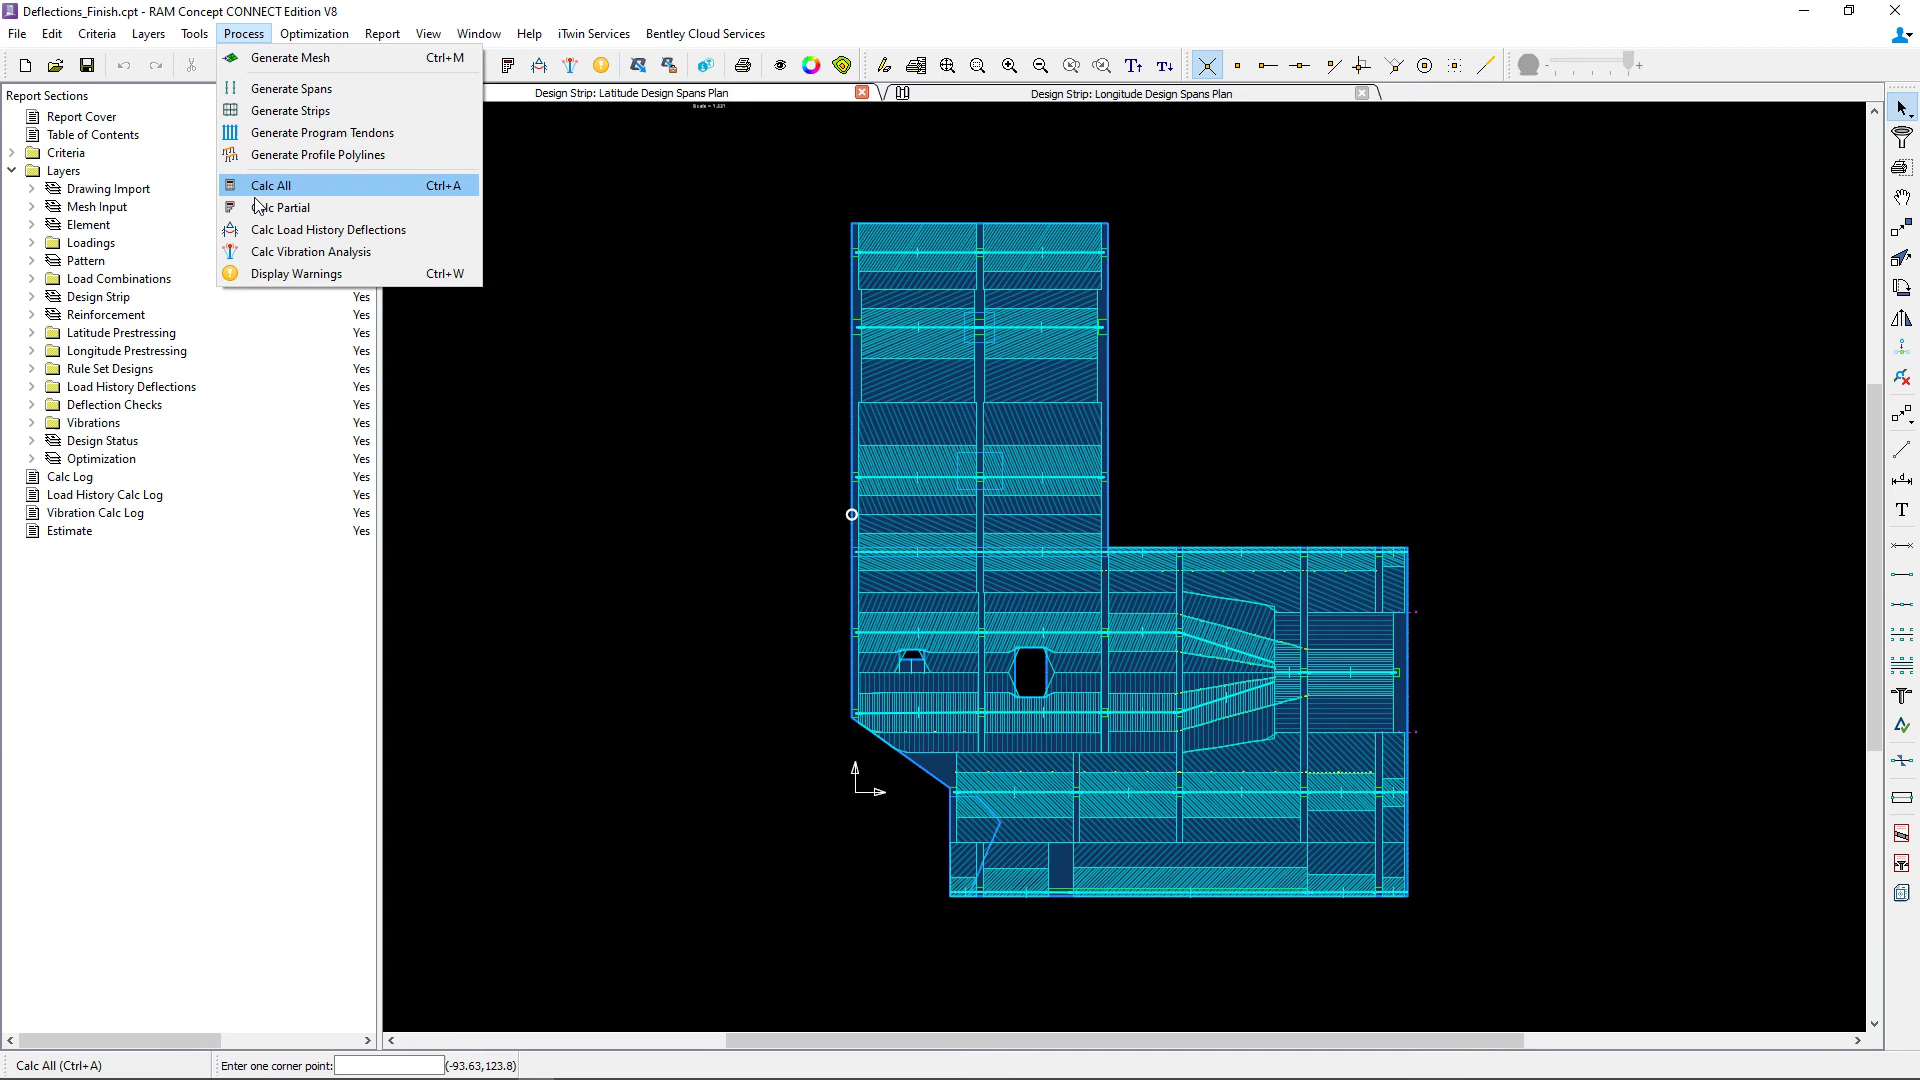 Deflections_Finish.cpt - RAM Concept CONNECT Edition V8
File Edit Criteria Layers Tools Process Optimization Report View Window Help iTwin Services Bentley Cloud Services
Generate Mesh Ctrl+M
Generate Spans
Generate Strips
Generate Program Tendons
Generate Profile Polylines
Calc All Ctrl+A
lc Partial
Calc Load History Deflections
Calc Vibration Analysis
Display Warnings Ctrl+W
Design Strip: Latitude Design Spans Plan
Design Strip: Longitude Design Spans Plan
Report Sections
Report Cover
Table of Contents
Criteria
Layers
Drawing Import
Mesh Input
Element
Loadings
Pattern
Load Combinations
Design Strip Yes
Reinforcement Yes
Latitude Prestressing Yes
Longitude Prestressing Yes
Rule Set Designs Yes
Load History Deflections Yes
Deflection Checks Yes
Vibrations Yes
Design Status Yes
Optimization Yes
Calc Log Yes
Load History Calc Log Yes
Vibration Calc Log Yes
Estimate Yes
Calc All (Ctrl+A)
Enter one corner point: (-93.63,123.8)